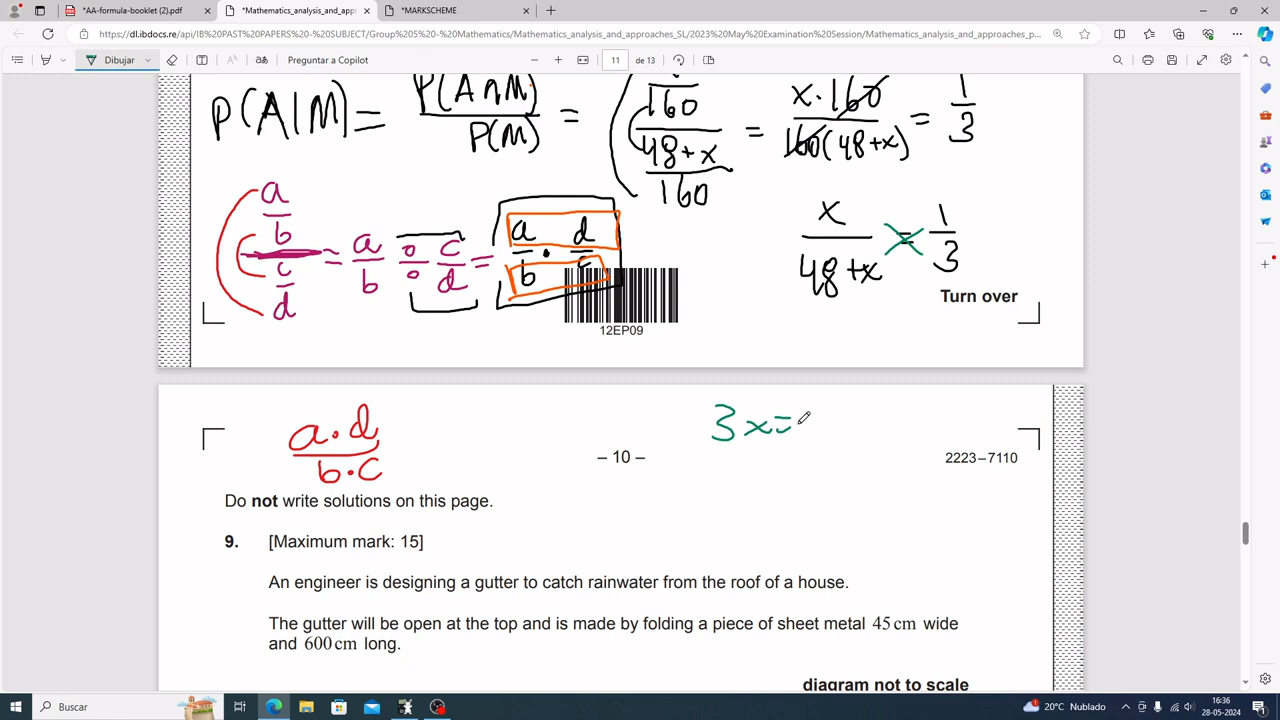 *AA-formula-booklet (2).pdf
*Mathematics_analysis_and_app
*MARKSCHEME
https://dl.ibdocs.re/api/IB%20PAST%20PAPERS%20-%20SUBJECT/Group%205%20-%20Mathematics/Mathematics_analysis_and_approaches_SL/2023%20May%20Examination%20Session/Mathematics_analysis_and_approaches_p...
Dibujar
Preguntar a Copilot
11
de 13
P(A|M) = P(A∩M) / P(M) =
160
48+x
160
= x · 160 / 160(48+x) = 1/3
a/b
c/d
= a/b ÷ c/d = a/b · d/c
x / 48+x = 1/3
Turn over
12EP09
a·d
b·c
3x=
– 10 –
2223–7110
Do not write solutions on this page.
9. [Maximum mark: 15]
An engineer is designing a gutter to catch rainwater from the roof of a house.
The gutter will be open at the top and is made by folding a piece of sheet metal 45 cm wide
and 600 cm long.
diagram not to scale
Buscar
20°C Nublado
16:36
28-05-2024